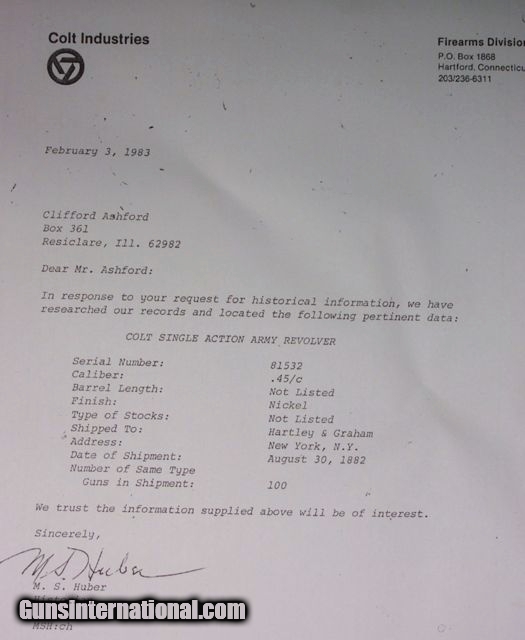 Colt Industries
Firearms Division
P.O. Box 1868
Hartford, Connecticu
203/236-6311
February 3, 1983
Clifford Ashford
Box 361
Resiclare, Ill. 62982
Dear Mr. Ashford:
In response to your request for historical information, we have
researched our records and located the following pertinent data:
COLT SINGLE ACTION ARMY REVOLVER
Serial Number: 81532
Caliber: .45/c
Barrel Length: Not Listed
Finish: Nickel
Type of Stocks: Not Listed
Shipped To: Hartley & Graham
Address: New York, N.Y.
Date of Shipment: August 30, 1882
Number of Same Type
Guns in Shipment: 100
We trust the information supplied above will be of interest.
Sincerely,
M. S. Huber
M. S. Huber
GunsInternational.com
MSH:ch